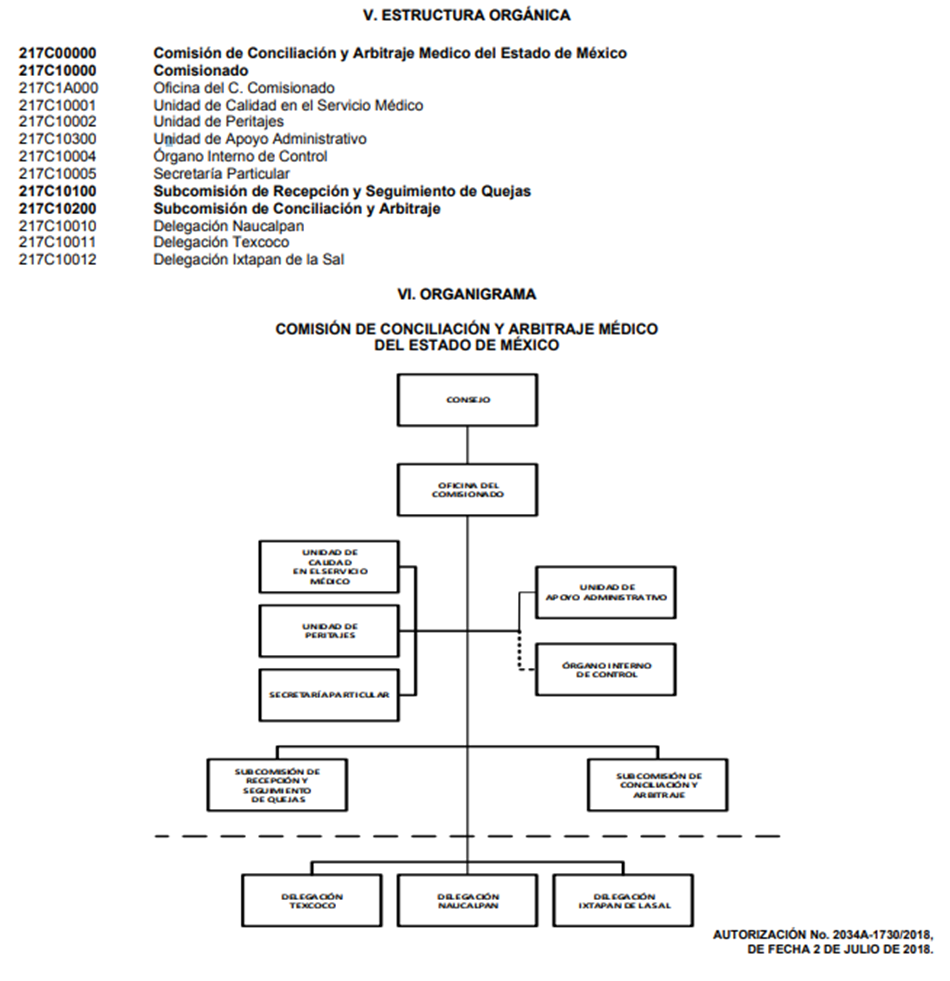 V. ESTRUCTURA ORGÁNICA
217C00000 Comisión de Conciliación y Arbitraje Medico del Estado de México
217C10000 Comisionado
217C1A000 Oficina del C. Comisionado
217C10001 Unidad de Calidad en el Servicio Médico
217C10002 Unidad de Peritajes
217C10300 Unidad de Apoyo Administrativo
217C10004 Órgano Interno de Control
217C10005 Secretaría Particular
217C10100 Subcomisión de Recepción y Seguimiento de Quejas
217C10200 Subcomisión de Conciliación y Arbitraje
217C10010 Delegación Naucalpan
217C10011 Delegación Texcoco
217C10012 Delegación Ixtapan de la Sal
VI. ORGANIGRAMA
COMISIÓN DE CONCILIACIÓN Y ARBITRAJE MÉDICO
DEL ESTADO DE MÉXICO
CONSEJO
OFICINA DEL
COMISIONADO
UNIDAD DE
CALIDAD
EN EL SERVICIO
MÉDICO
UNIDAD DE
APOYO ADMINISTRATIVO
UNIDAD DE
PERITAJES
ÓRGANO INTERNO
DE CONTROL
SECRETARÍA PARTICULAR
SUBCOMISIÓN DE
RECEPCIÓN Y
SEGUIMIENTO
DE QUEJAS
SUBCOMISIÓN DE
CONCILIACIÓN Y
ARBITRAJE
DELEGACIÓN
TEXCOCO
DELEGACIÓN
NAUCALPAN
DELEGACIÓN
IXTAPAN DE LA SAL
AUTORIZACIÓN No. 2034A-1730/2018,
DE FECHA 2 DE JULIO DE 2018.